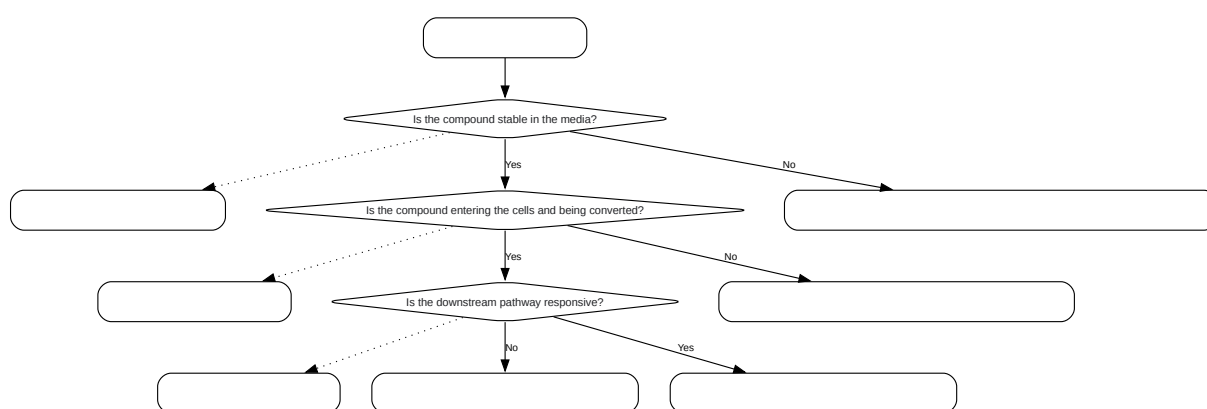 Is the compound stable in the media?
No
Yes
Is the compound entering the cells and being converted?
No
Yes
Is the downstream pathway responsive?
No
Yes